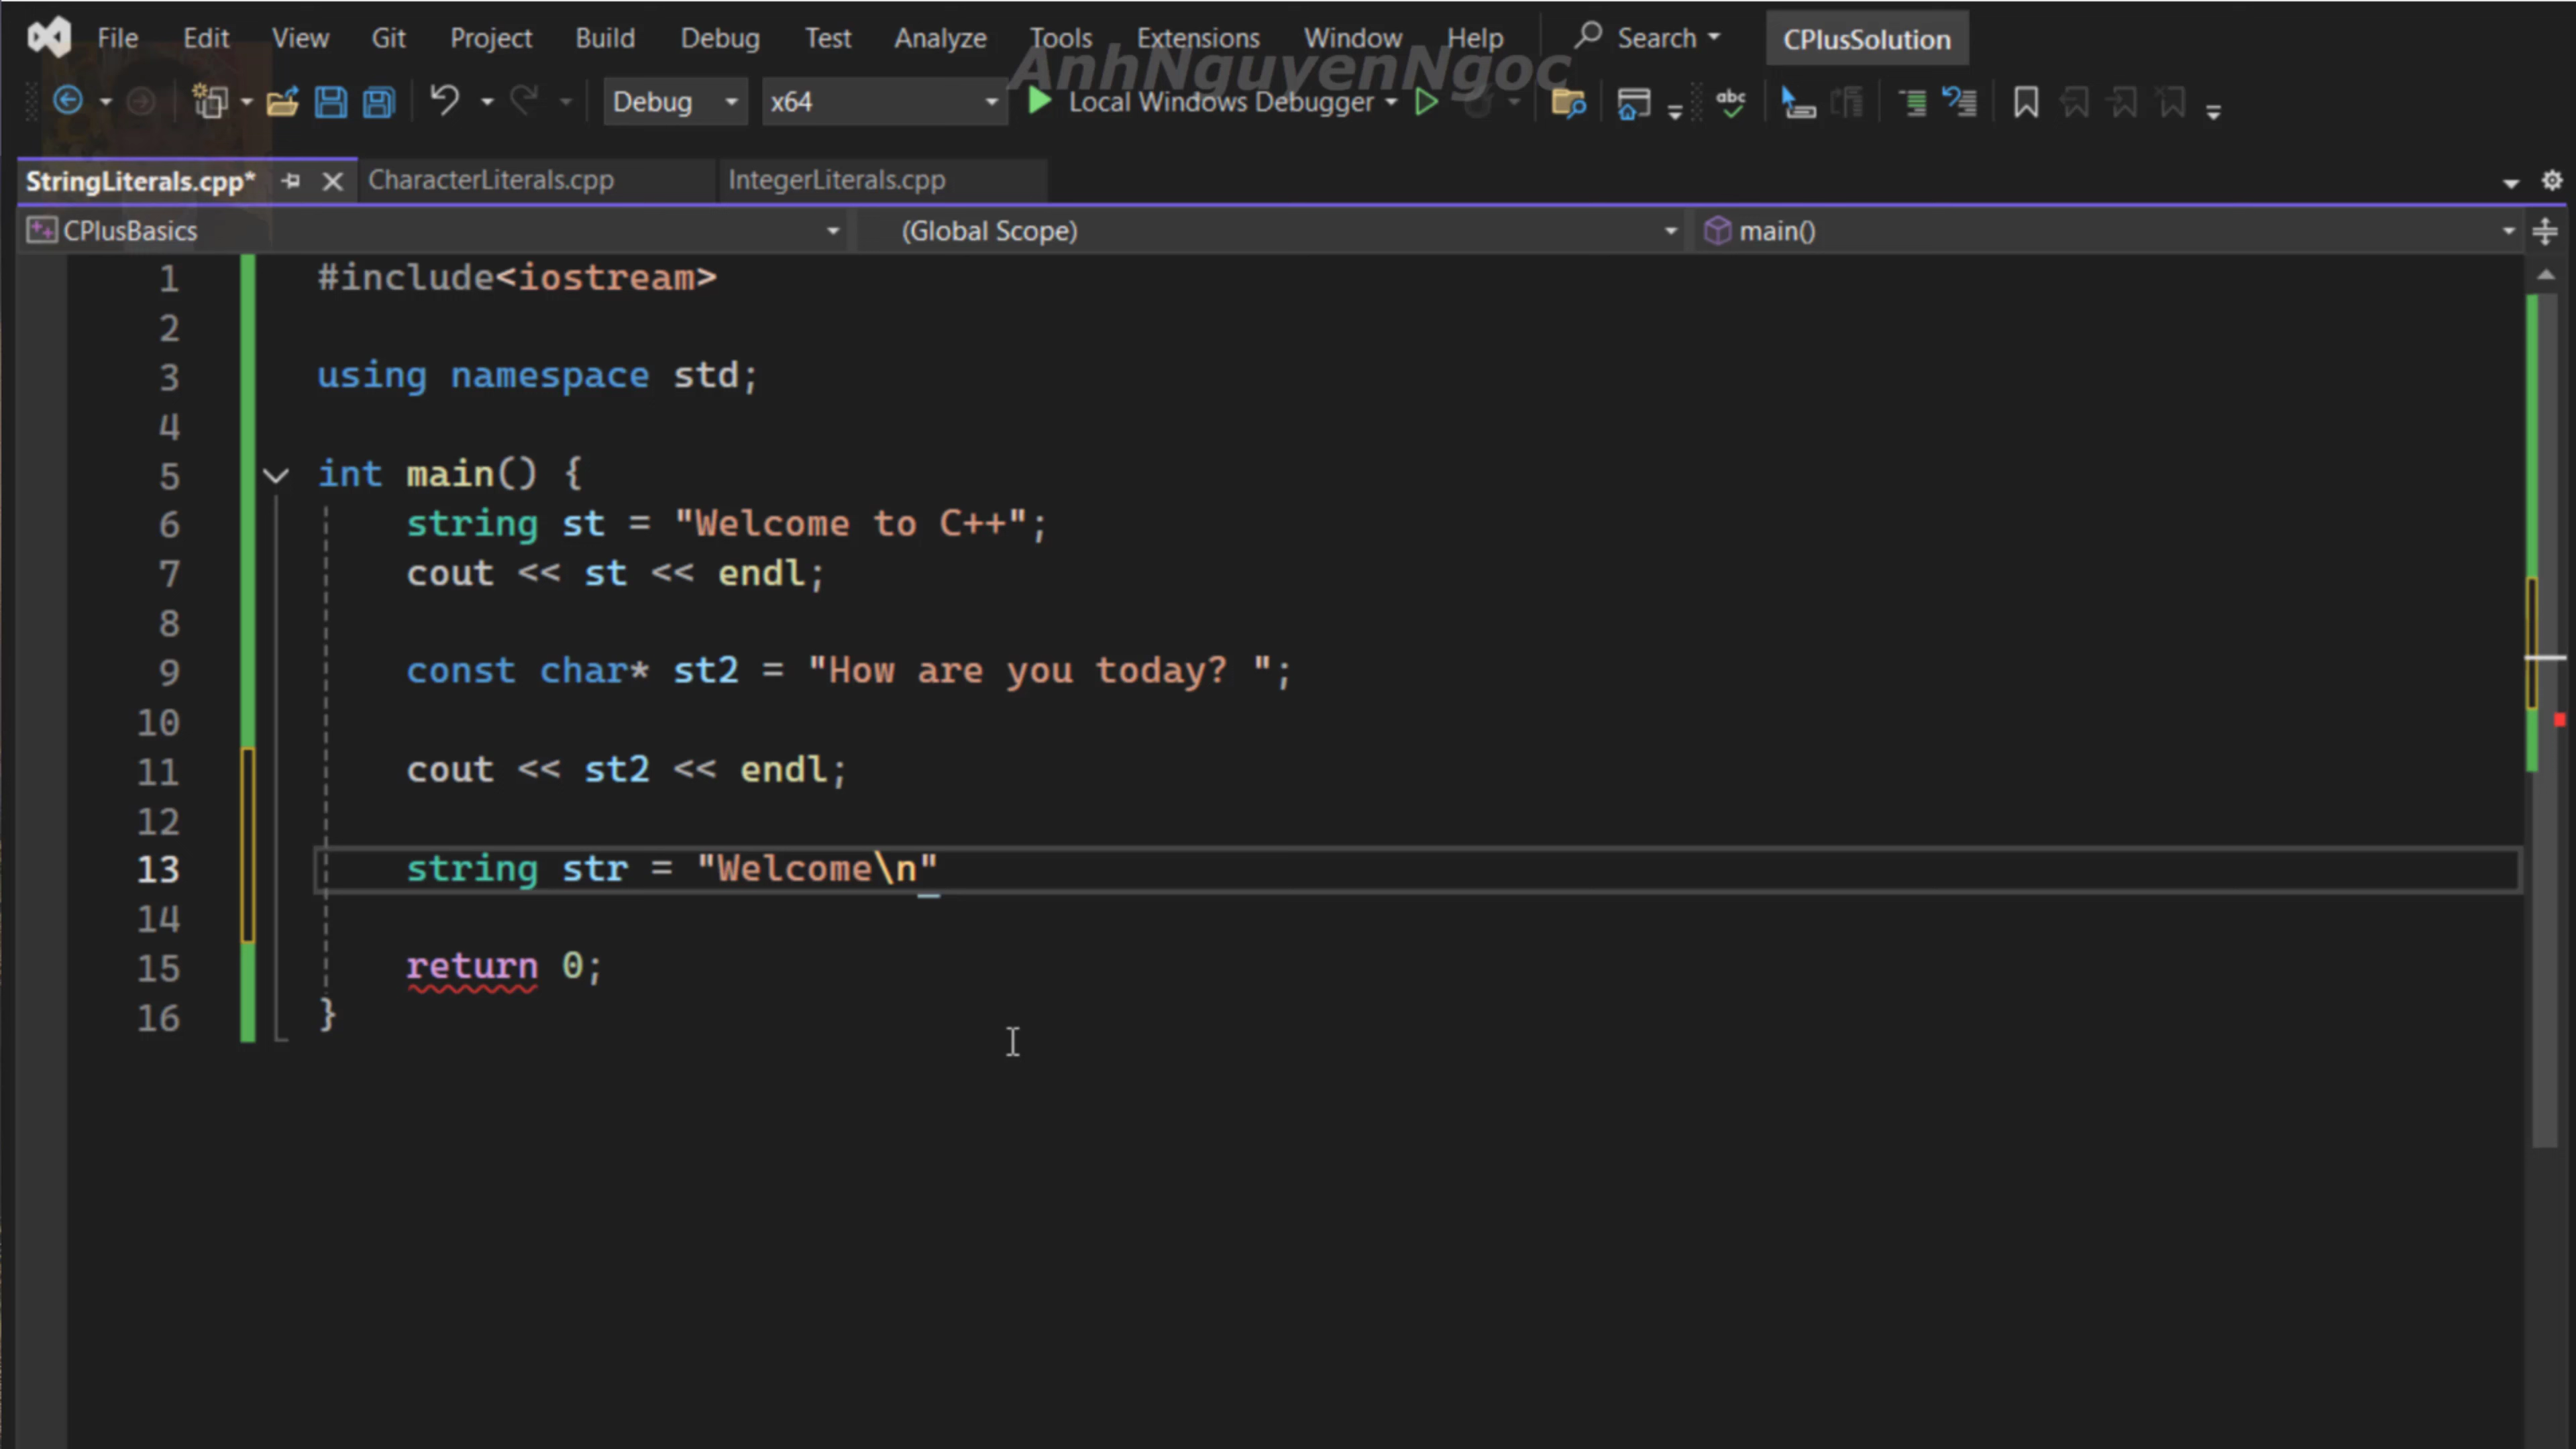 File Edit View Git Project Build Debug Test Analyze Tools Extensions Window Help Search CPlusSolution
AnhNguyenNgoc
Debug x64 Local Windows Debugger abc
StringLiterals.cpp* CharacterLiterals.cpp IntegerLiterals.cpp
CPlusBasics (Global Scope) main()
1 #include<iostream>
2
3 using namespace std;
4
5 int main() {
6 string st = "Welcome to C++";
7 cout << st << endl;
8
9 const char* st2 = "How are you today? ";
10
11 cout << st2 << endl;
12
13 string str = "Welcome\n"
14
15 return 0;
16 }